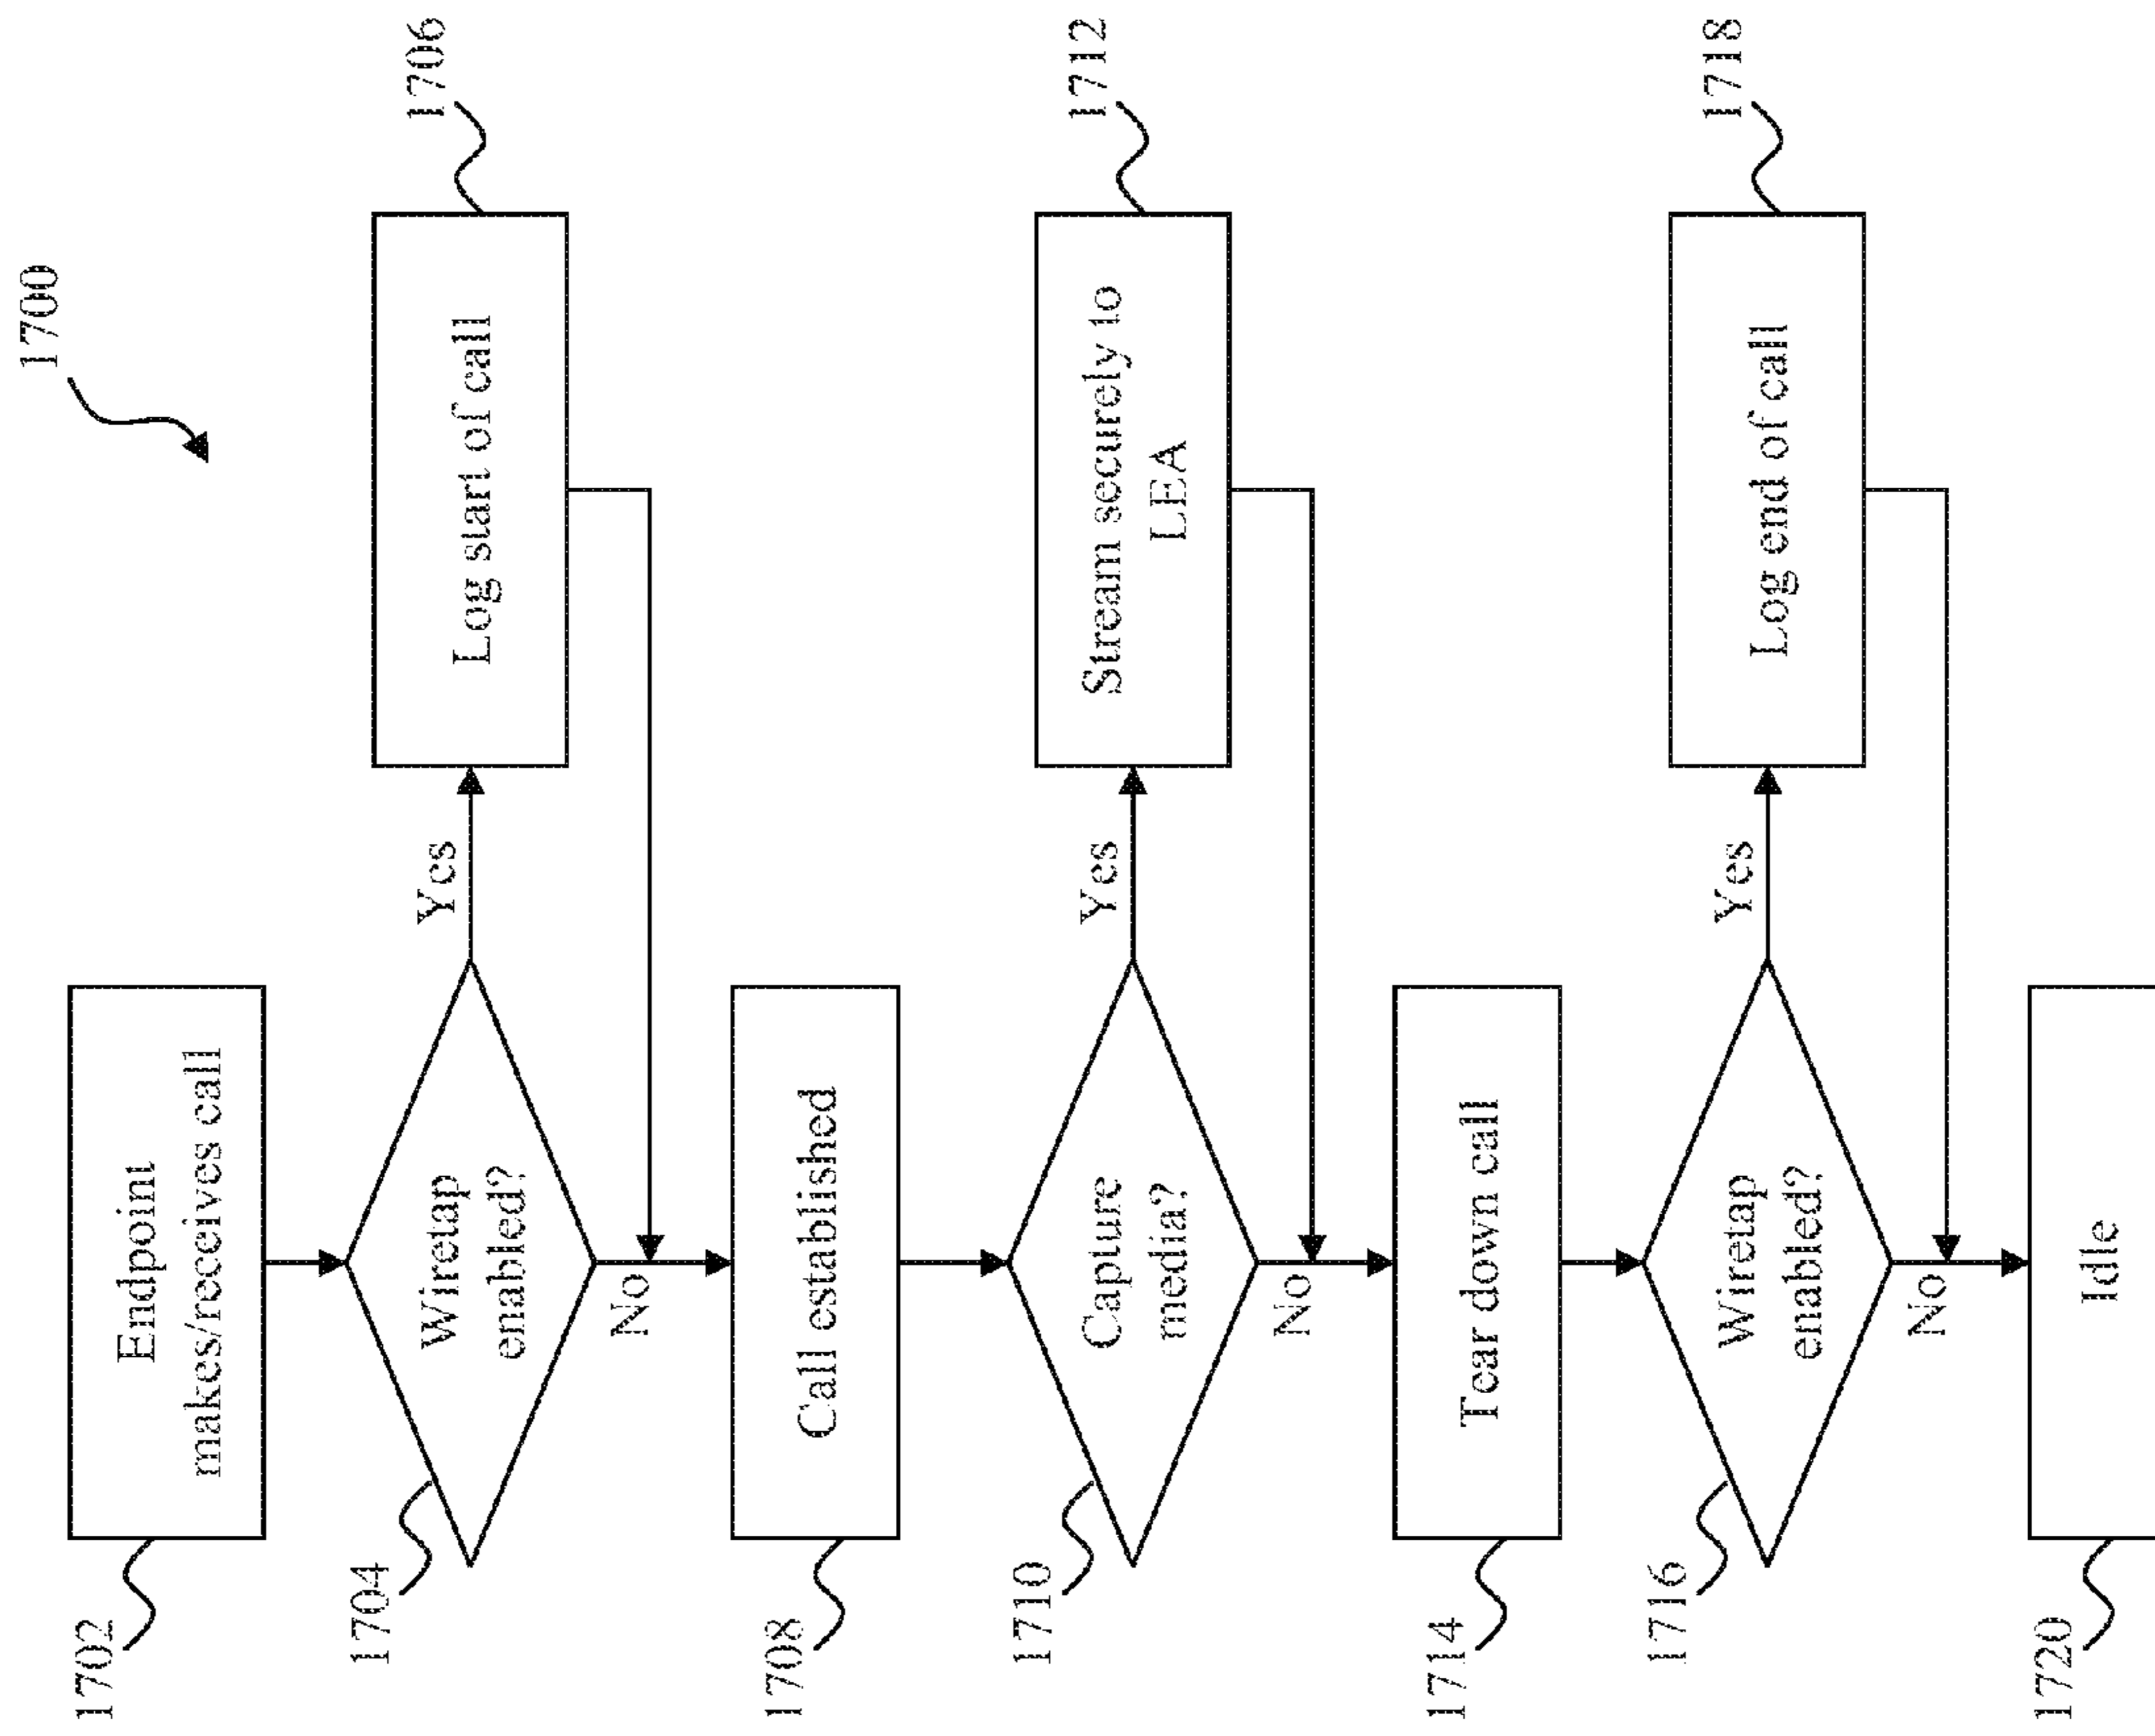 1700
1702
Endpoint
makes/receives call
1704
Wiretap
enabled?
Yes
No
1706
Log start of call
1708
Call established
1710
Capture
media?
Yes
No
1712
Stream securely to
LEA
1714
Tear down call
1716
Wiretap
enabled?
Yes
No
1718
Log end of call
1720
Idle